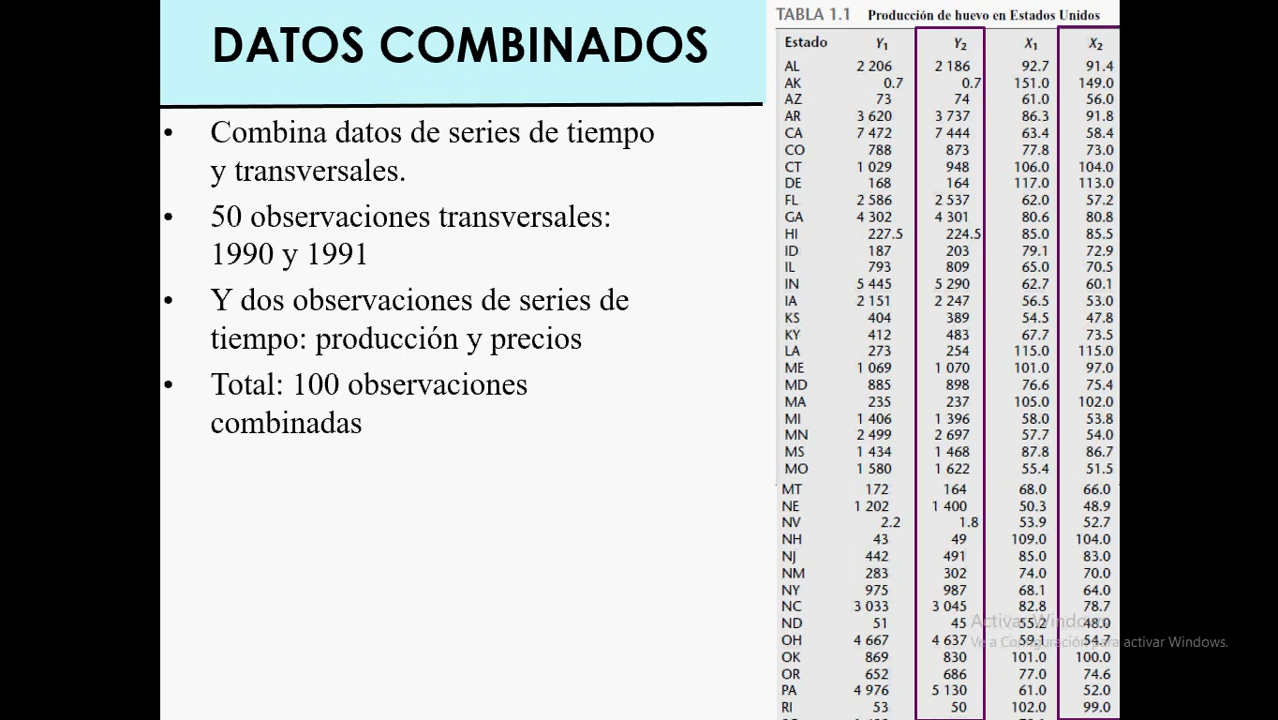 DATOS COMBINADOS
• Combina datos de series de tiempo
y transversales.
• 50 observaciones transversales:
1990 y 1991
• Y dos observaciones de series de
tiempo: producción y precios
• Total: 100 observaciones
combinadas
TABLA 1.1 Producción de huevo en Estados Unidos
Estado Y1 Y2 X1 X2
AL 2 206 2 186 92.7 91.4
AK 0.7 0.7 151.0 149.0
AZ 73 74 61.0 56.0
AR 3 620 3 737 86.3 91.8
CA 7 472 7 444 63.4 58.4
CO 788 873 77.8 73.0
CT 1 029 948 106.0 104.0
DE 168 164 117.0 113.0
FL 2 586 2 537 62.0 57.2
GA 4 302 4 301 80.6 80.8
HI 227.5 224.5 85.0 85.5
ID 187 203 79.1 72.9
IL 793 809 65.0 70.5
IN 5 445 5 290 62.7 60.1
IA 2 151 2 247 56.5 53.0
KS 404 389 54.5 47.8
KY 412 483 67.7 73.5
LA 273 254 115.0 115.0
ME 1 069 1 070 101.0 97.0
MD 885 898 76.6 75.4
MA 235 237 105.0 102.0
MI 1 406 1 396 58.0 53.8
MN 2 499 2 697 57.7 54.0
MS 1 434 1 468 87.8 86.7
MO 1 580 1 622 55.4 51.5
MT 172 164 68.0 66.0
NE 1 202 1 400 50.3 48.9
NV 2.2 1.8 53.9 52.7
NH 43 49 109.0 104.0
NJ 442 491 85.0 83.0
NM 283 302 74.0 70.0
NY 975 987 68.1 64.0
NC 3 033 3 045 82.8 78.7
ND 51 45 55.2 48.0
OH 4 667 4 637 59.1 54.7
OK 869 830 101.0 100.0
OR 652 686 77.0 74.6
PA 4 976 5 130 61.0 52.0
RI 53 50 102.0 99.0
Activar Windows
Ve a Configuración para activar Windows.